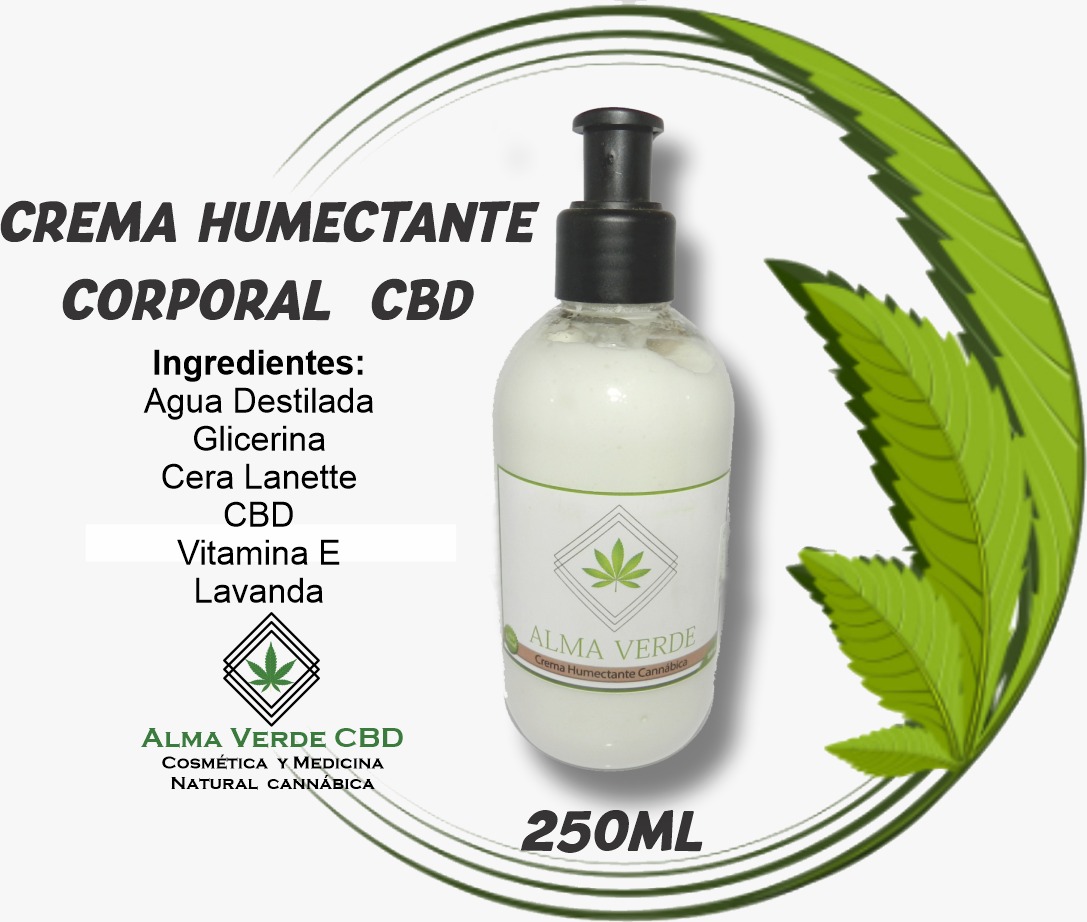 CREMA HUMECTANTE
CORPORAL CBD
Ingredientes:
Agua Destilada
Glicerina
Cera Lanette
CBD
Vitamina E
Lavanda
ALMA VERDE CBD
COSMÉTICA Y MEDICINA
NATURAL CANNÁBICA
ALMA VERDE
Crema Humectante Cannábica
250ML